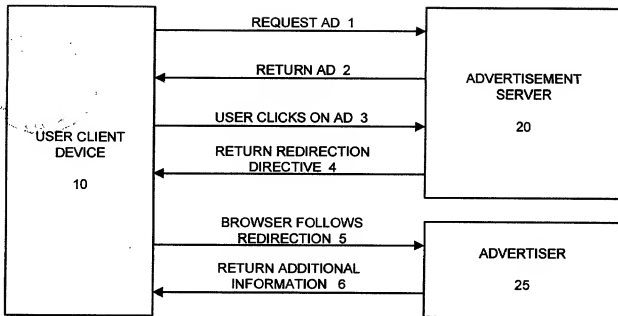 REQUEST AD 1
RETURN AD 2
USER CLICKS ON AD 3
RETURN REDIRECTION
DIRECTIVE 4
BROWSER FOLLOWS
REDIRECTION 5
RETURN ADDITIONAL
INFORMATION 6
USER CLIENT
DEVICE
10
ADVERTISEMENT
SERVER
20
ADVERTISER
25